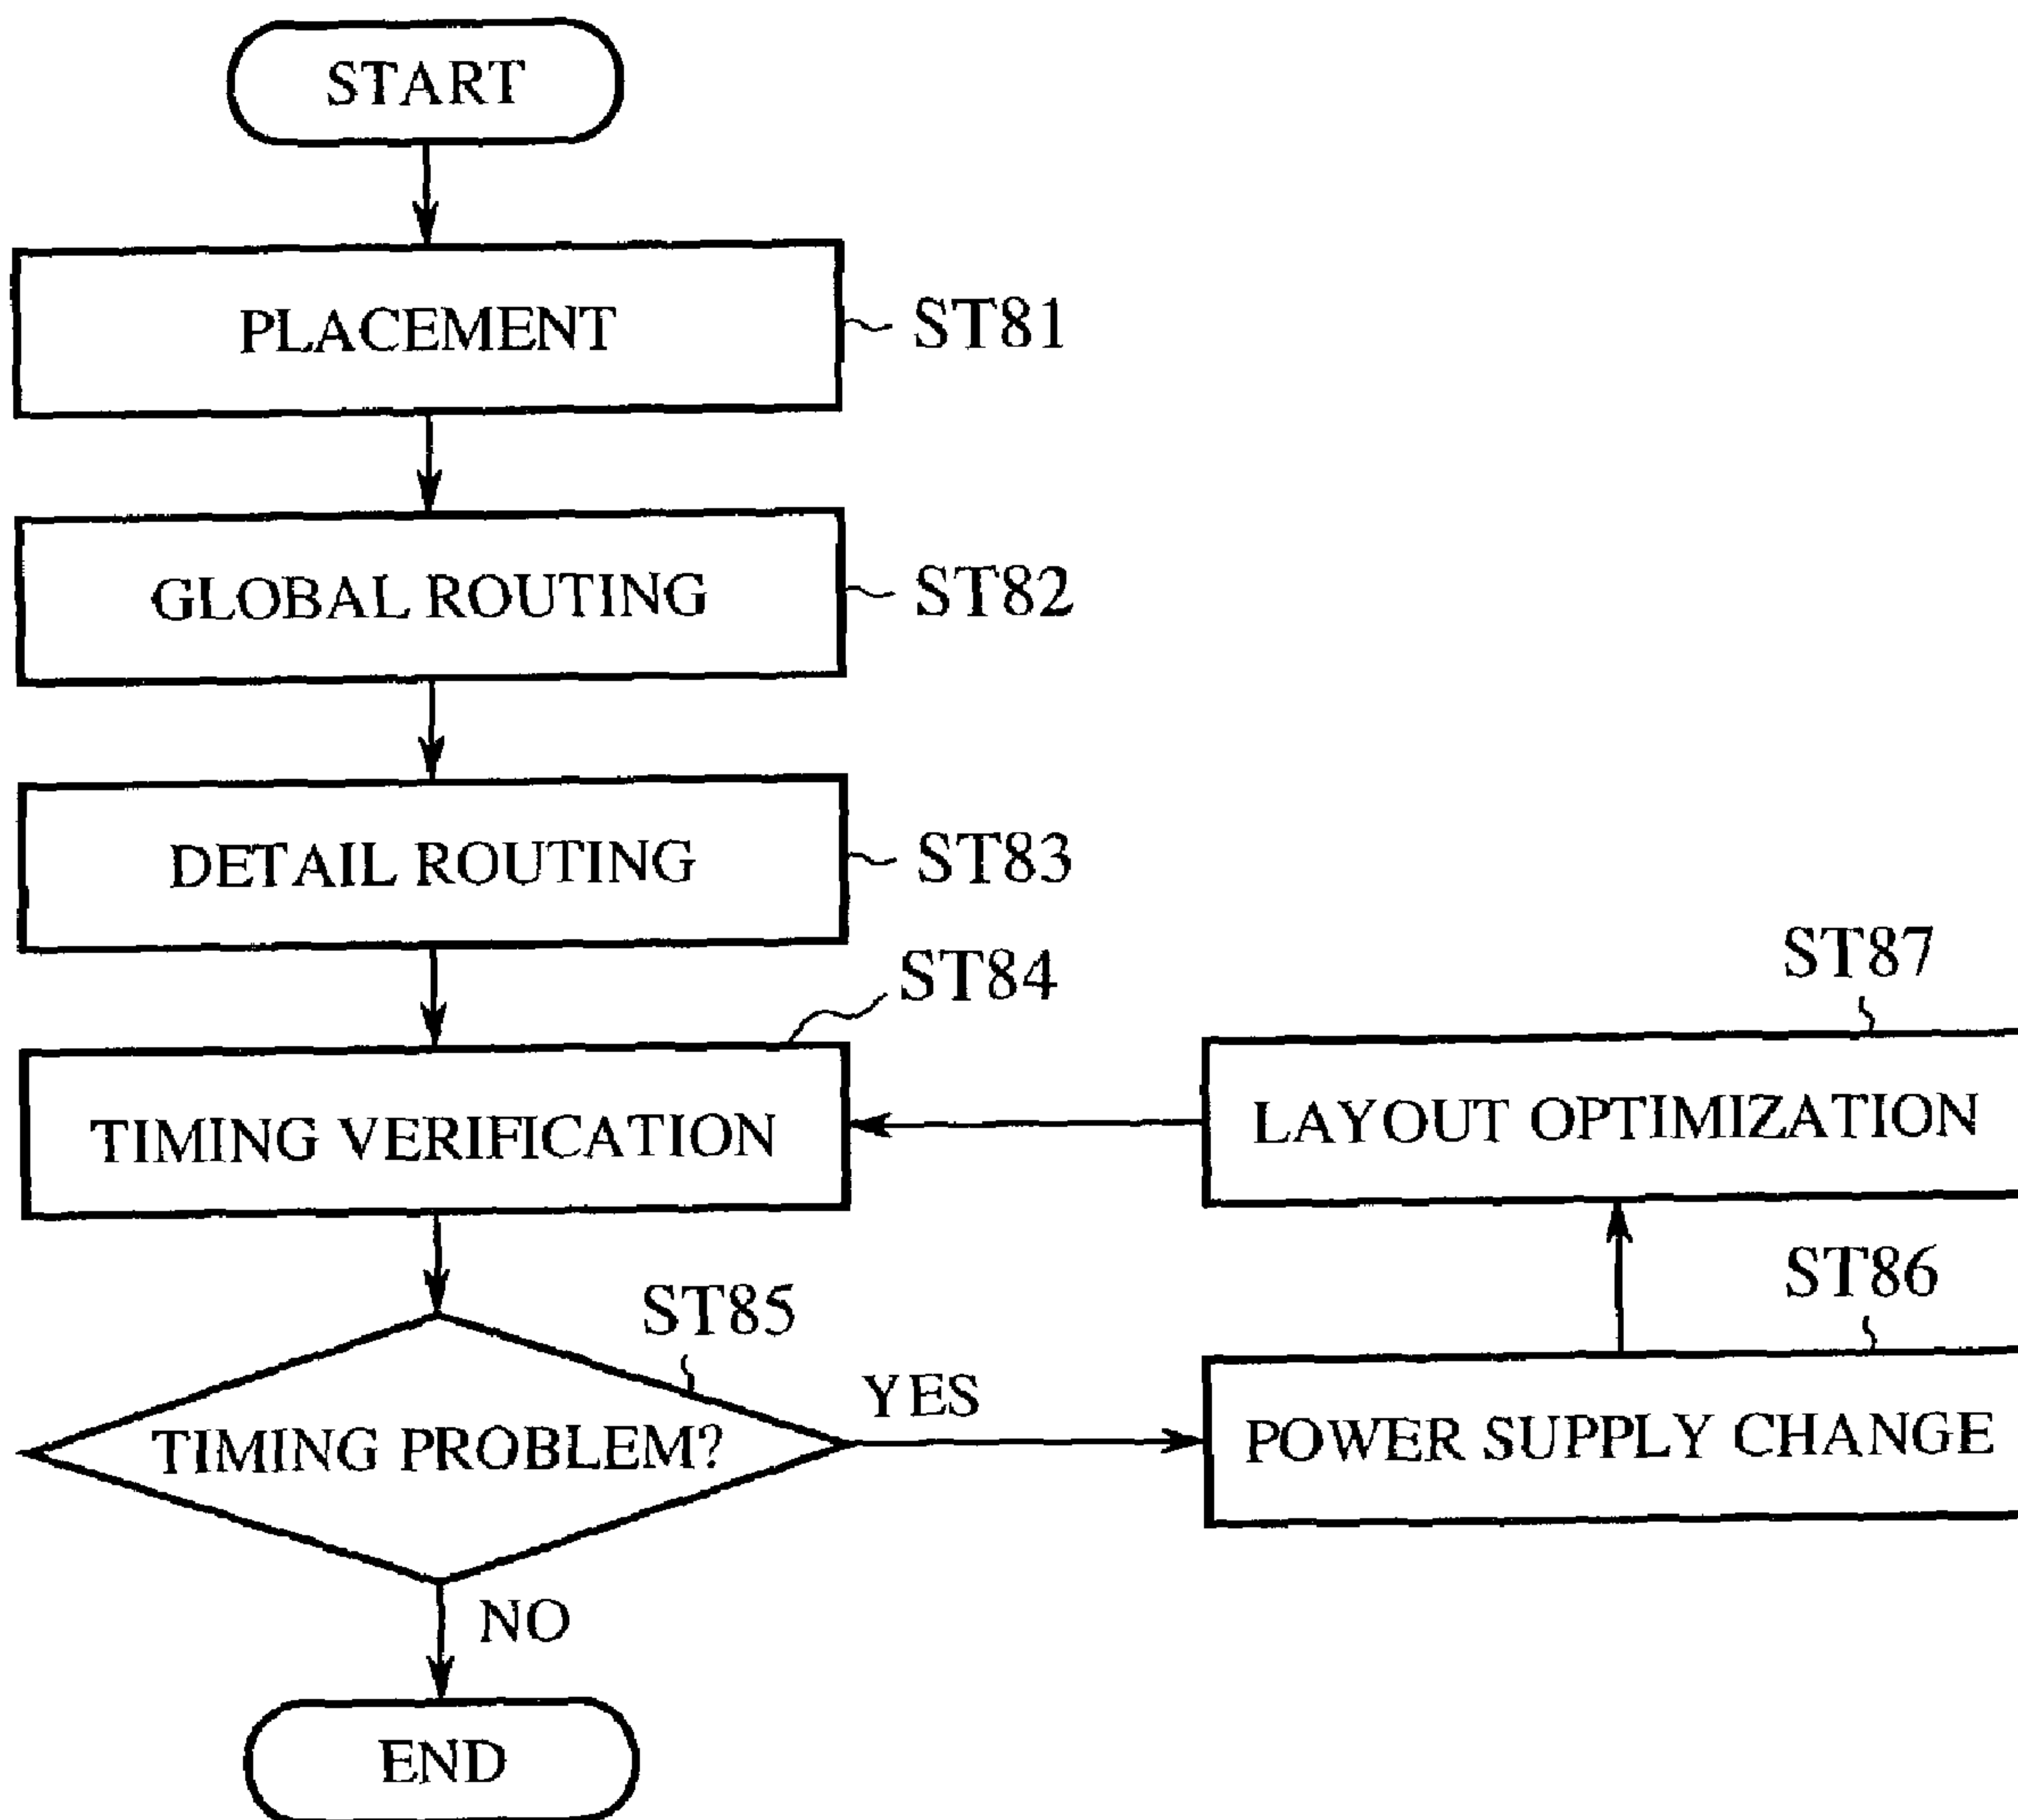 START
PLACEMENT
ST81
GLOBAL ROUTING
ST82
DETAIL ROUTING
ST83
ST84
TIMING VERIFICATION
ST87
LAYOUT OPTIMIZATION
ST85
TIMING PROBLEM?
YES
ST86
POWER SUPPLY CHANGE
NO
END